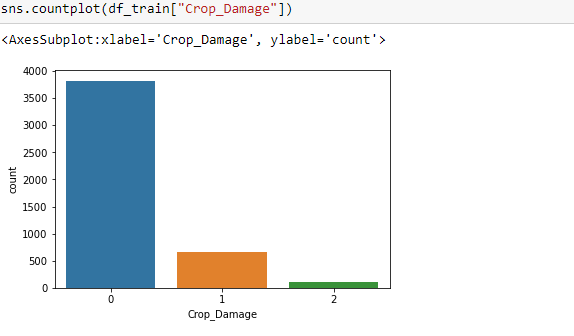 sns.countplot(df_train["Crop_Damage"])
<AxesSubplot:xlabel='Crop_Damage', ylabel='count'>
4000
3500
3000
2500
2000
1500
1000
500
0
count
0 1 2
Crop_Damage